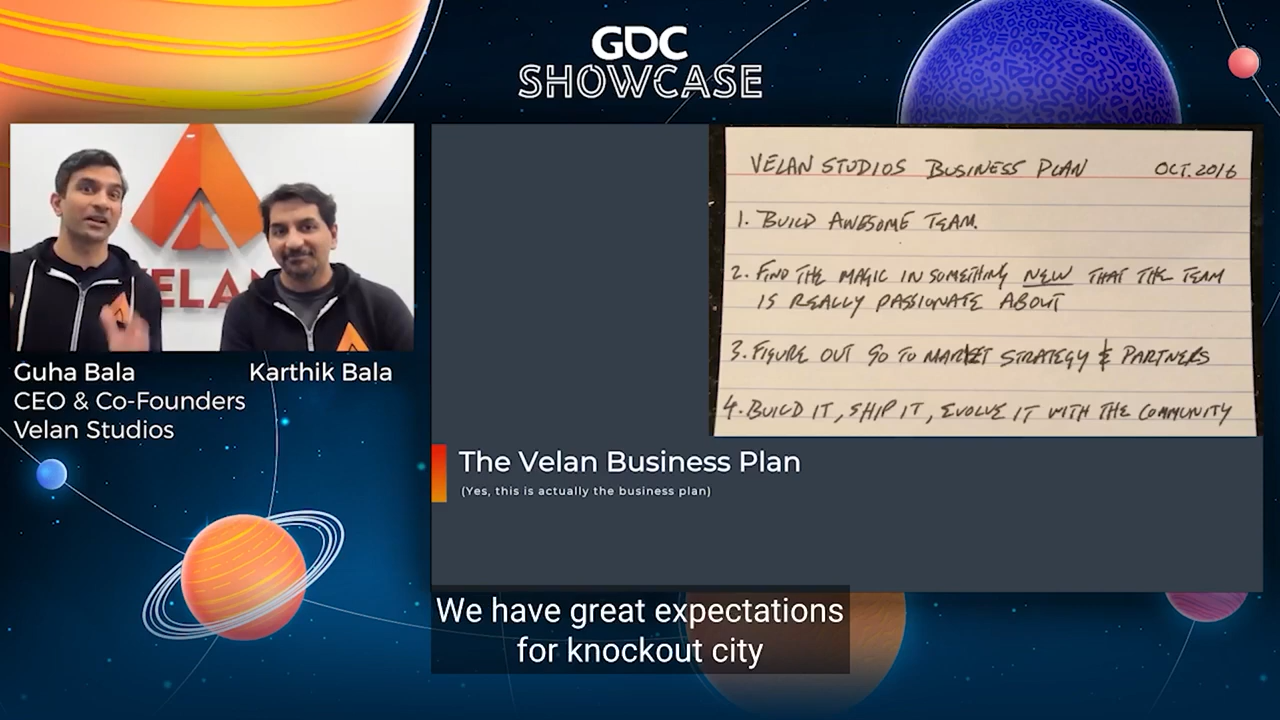 GDC
SHOWCASE
VELAN
Guha Bala
Karthik Bala
CEO & Co-Founders
Velan Studios
VELAN STUDIOS BUSINESS PLAN OCT. 2016
1. BUILD AWESOME TEAM.
2. FIND THE MAGIC IN SOMETHING NEW THAT THE TEAM
IS REALLY PASSIONATE ABOUT
3. FIGURE OUT GO TO MARKET STRATEGY & PARTNERS
4. BUILD IT, SHIP IT, EVOLVE IT WITH THE COMMUNITY
The Velan Business Plan
(Yes, this is actually the business plan)
We have great expectations
for knockout city